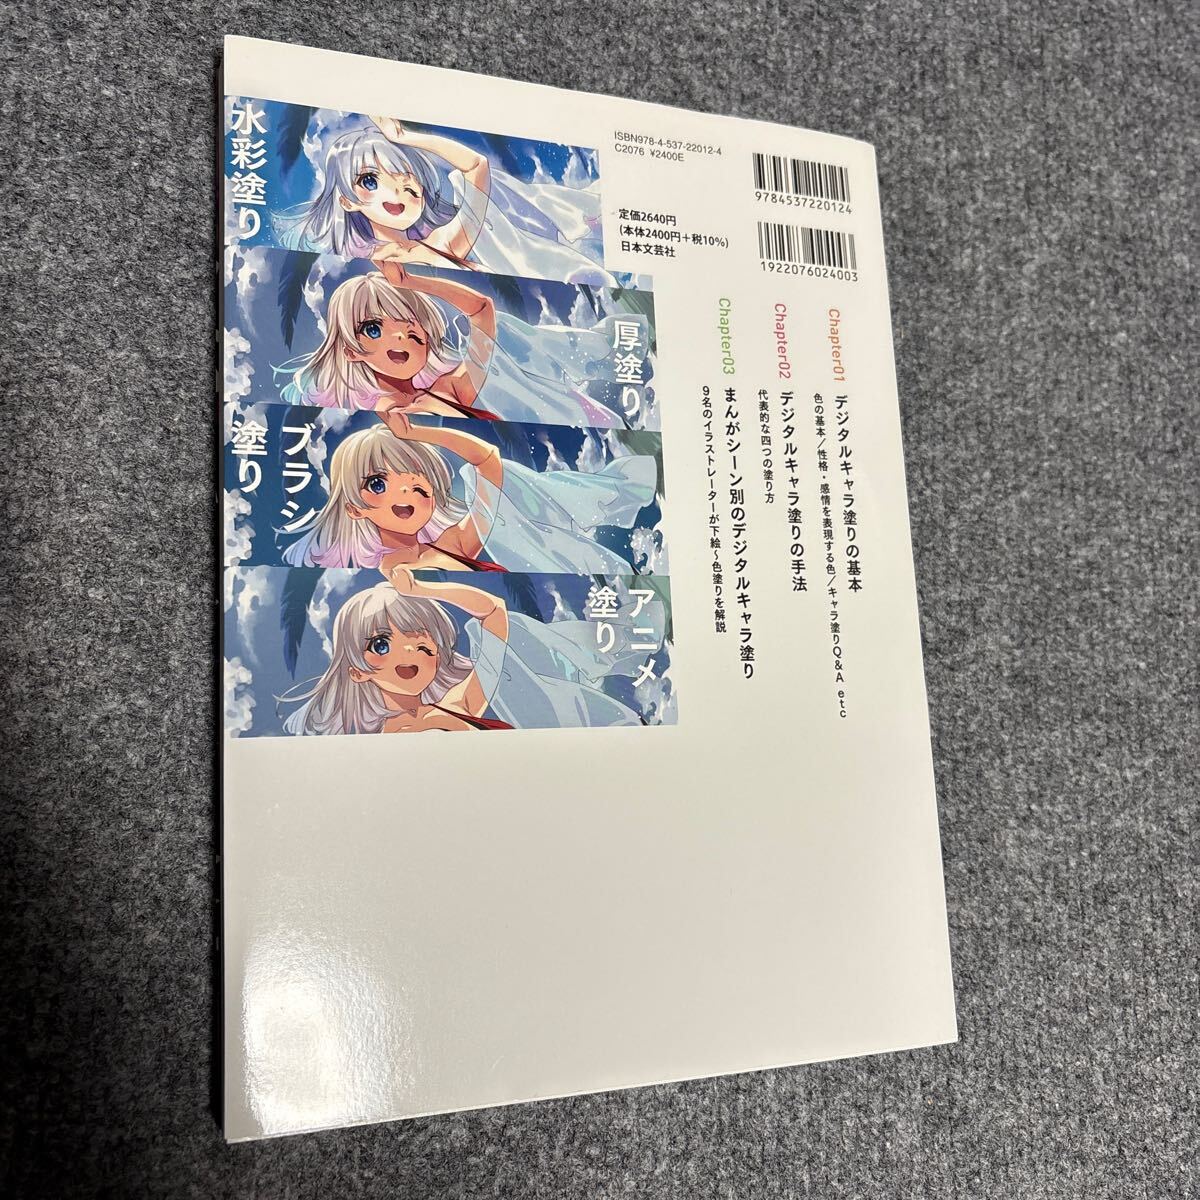 水彩塗り
厚塗り
ブラシ
塗り
アニメ
塗り
ISBN978-4-537-22012-4
C2076 ¥2400E
9784537220124
定価2640円
(本体2400円+税10%)
日本文芸社
1922076024003
Chapter01 デジタルキャラ塗りの基本
色の基本/性格・感情を表現する色/キャラ塗りQ&A etc
Chapter02 デジタルキャラ塗りの手法
代表的な四つの塗り方
Chapter03 まんがシーン別のデジタルキャラ塗り
9名のイラストレーターが下絵~色塗りを解説